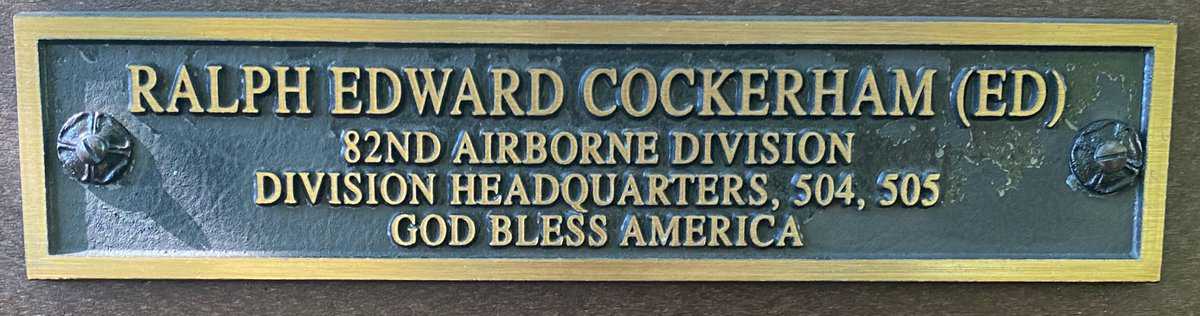 RALPH EDWARD COCKERHAM (ED)
82ND AIRBORNE DIVISION
DIVISION HEADQUARTERS, 504, 505
GOD BLESS AMERICA